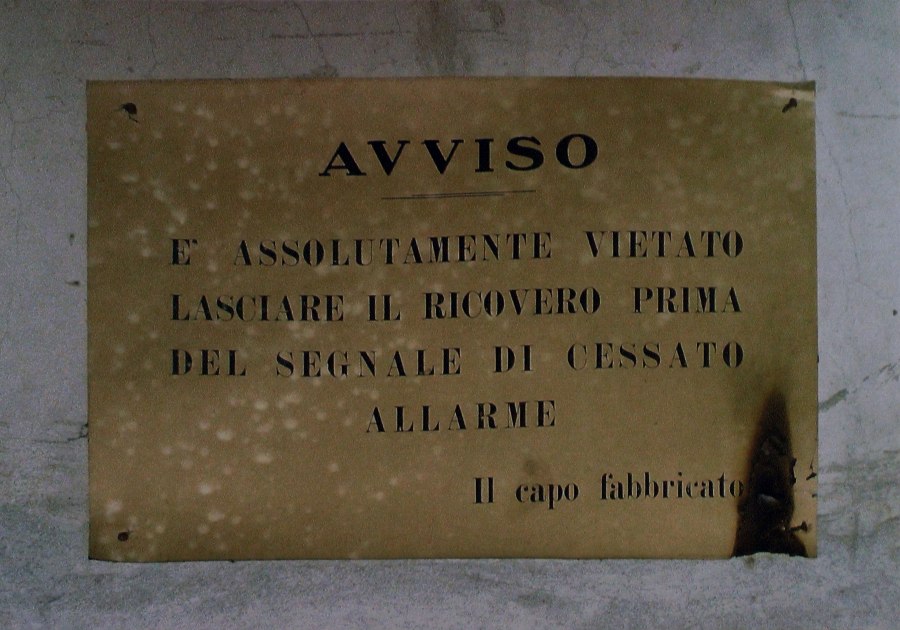 AVVISO
E' ASSOLUTAMENTE VIETATO
LASCIARE IL RICOVERO PRIMA
DEL SEGNALE DI CESSATO
ALLARME
Il capo fabbricato